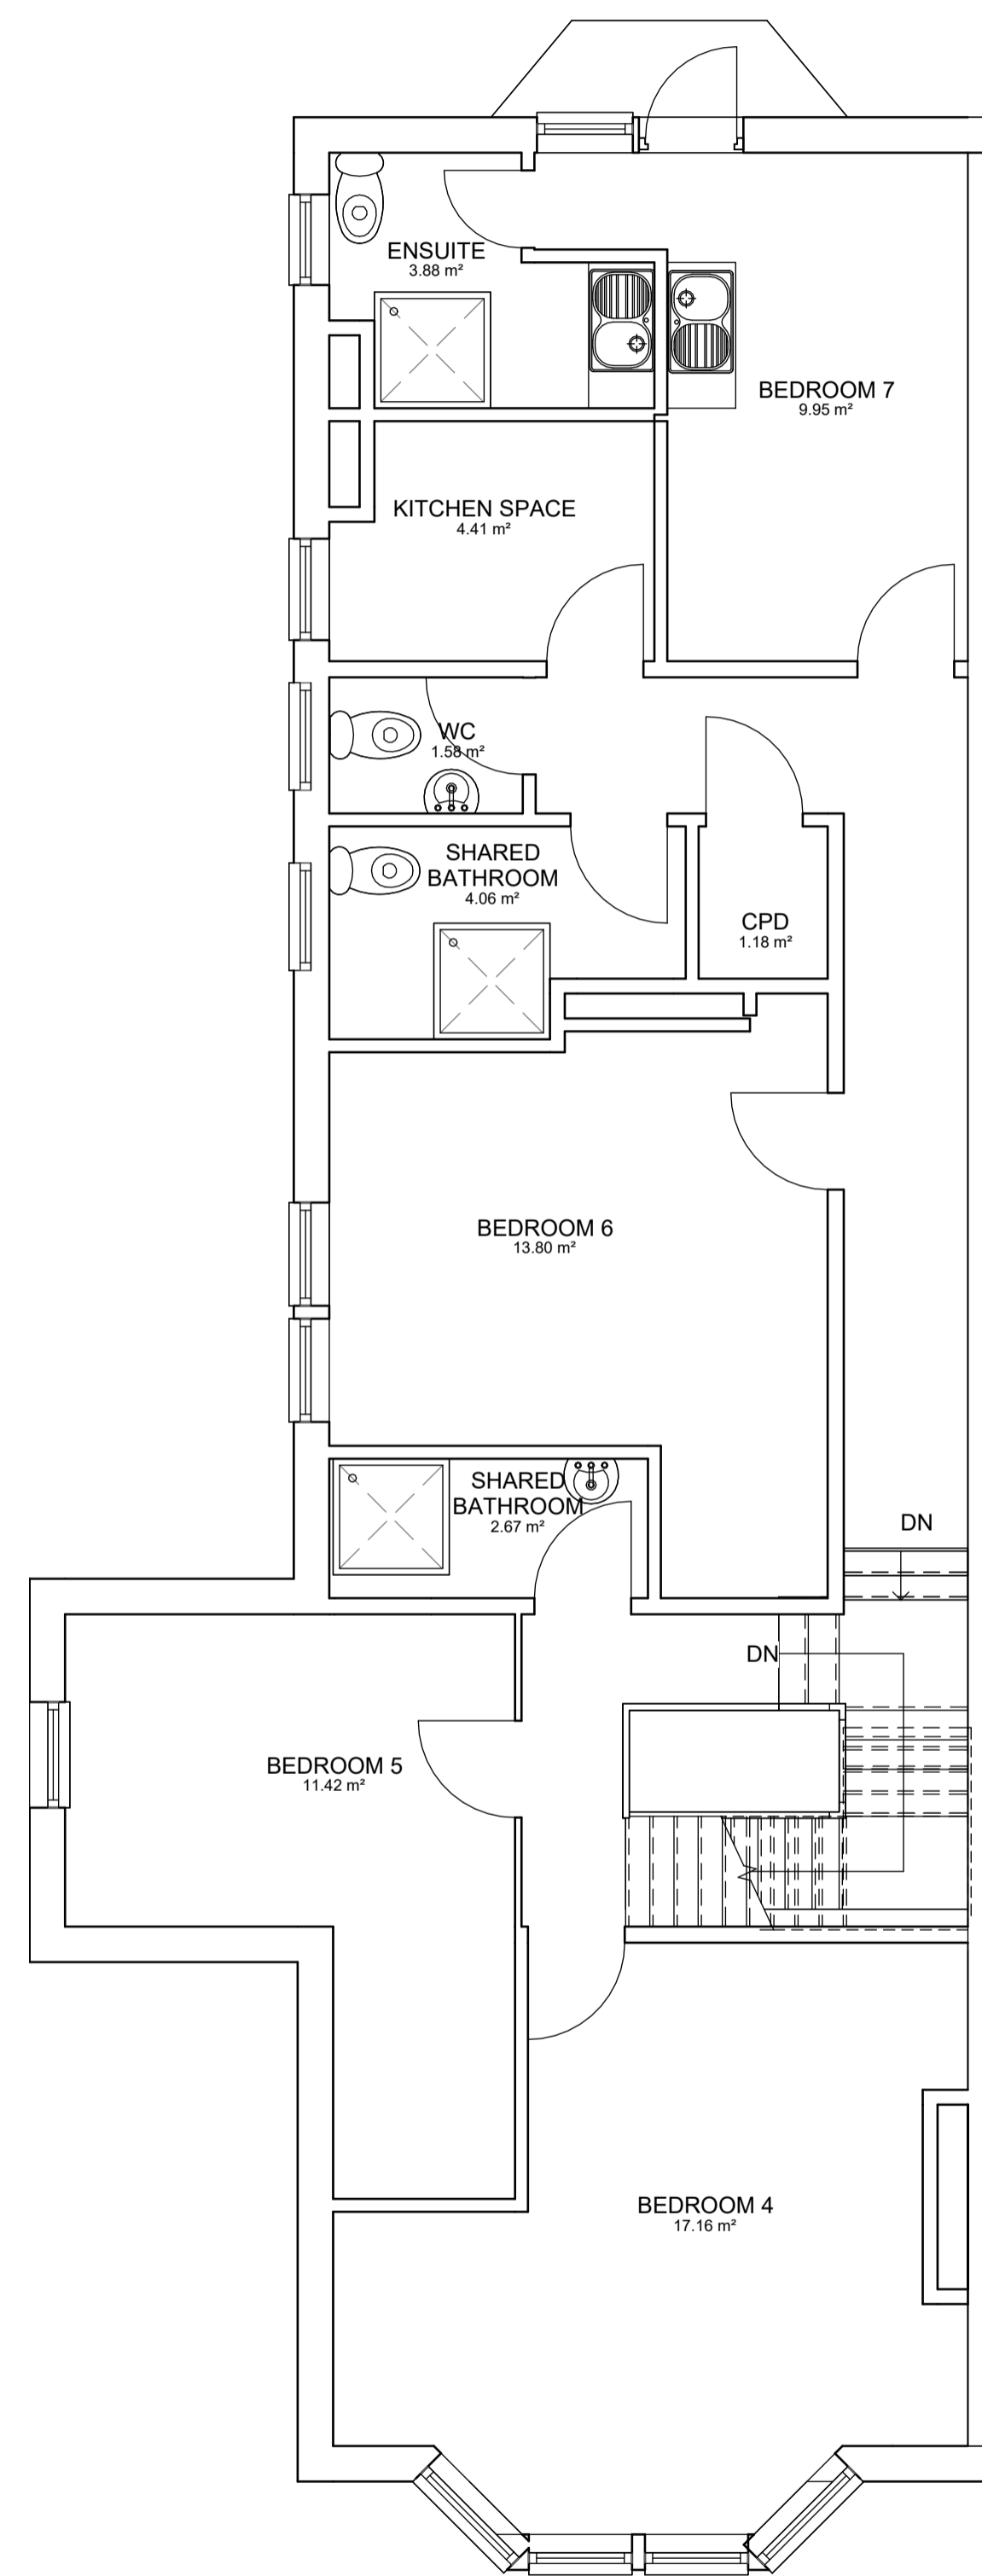 ENSUITE
3.88 m²
BEDROOM 7
9.95 m²
KITCHEN SPACE
4.41 m²
WC
1.58 m²
SHARED
BATHROOM
4.06 m²
CPD
1.18 m²
BEDROOM 6
13.80 m²
SHARED
BATHROOM
2.67 m²
DN
DN
BEDROOM 5
11.42 m²
BEDROOM 4
17.16 m²